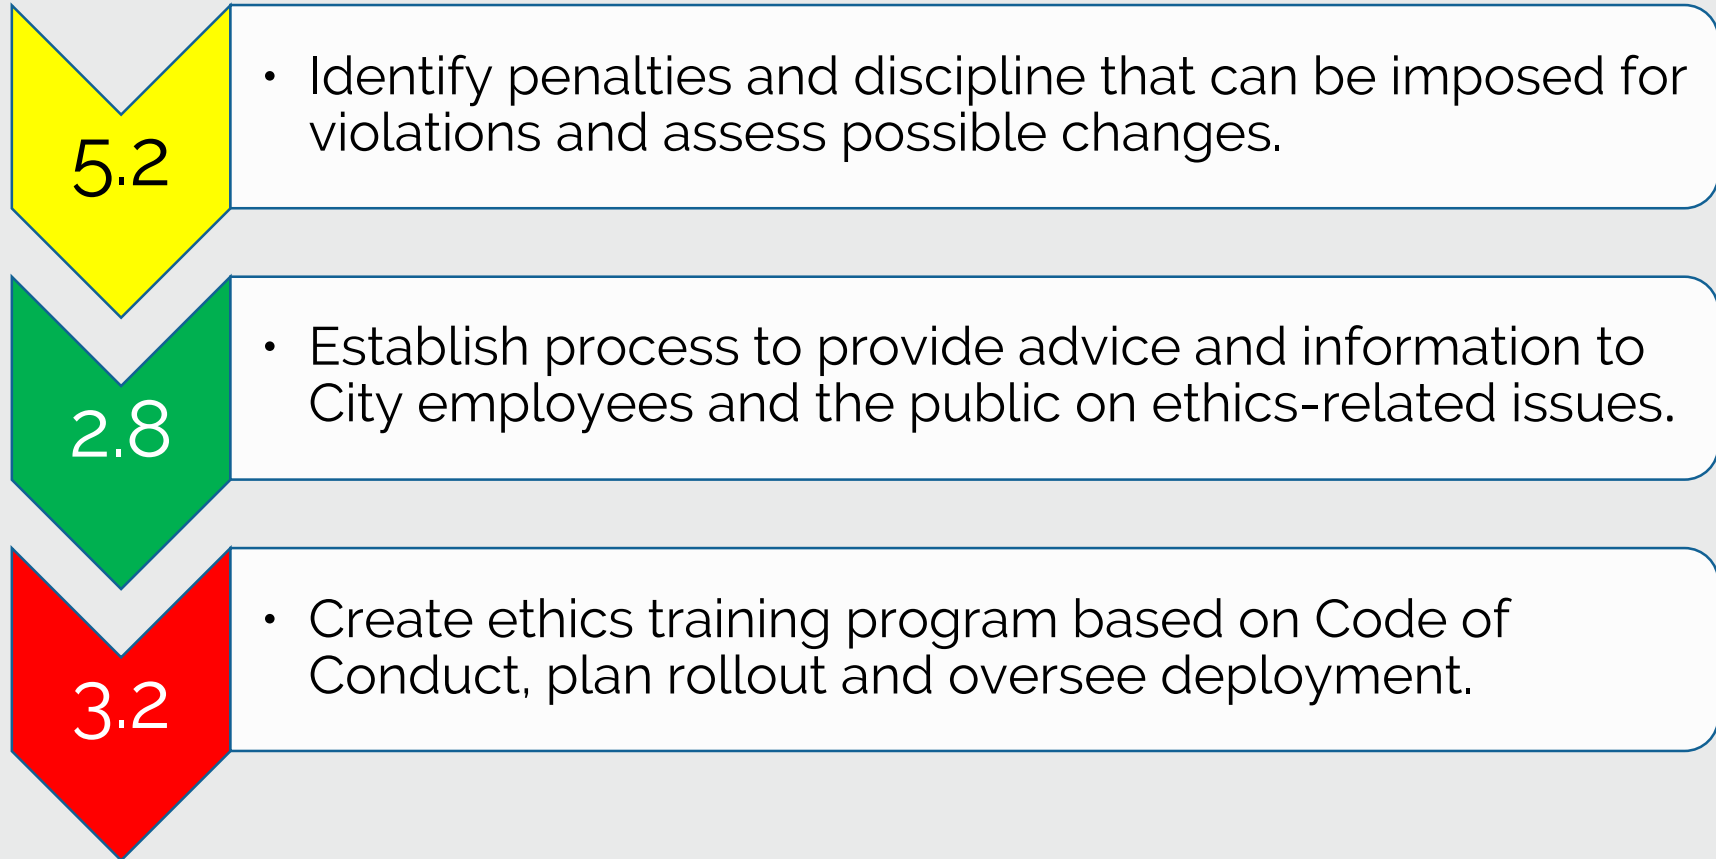 5.2
• Identify penalties and discipline that can be imposed for
violations and assess possible changes.
2.8
• Establish process to provide advice and information to
City employees and the public on ethics-related issues.
3.2
• Create ethics training program based on Code of
Conduct, plan rollout and oversee deployment.